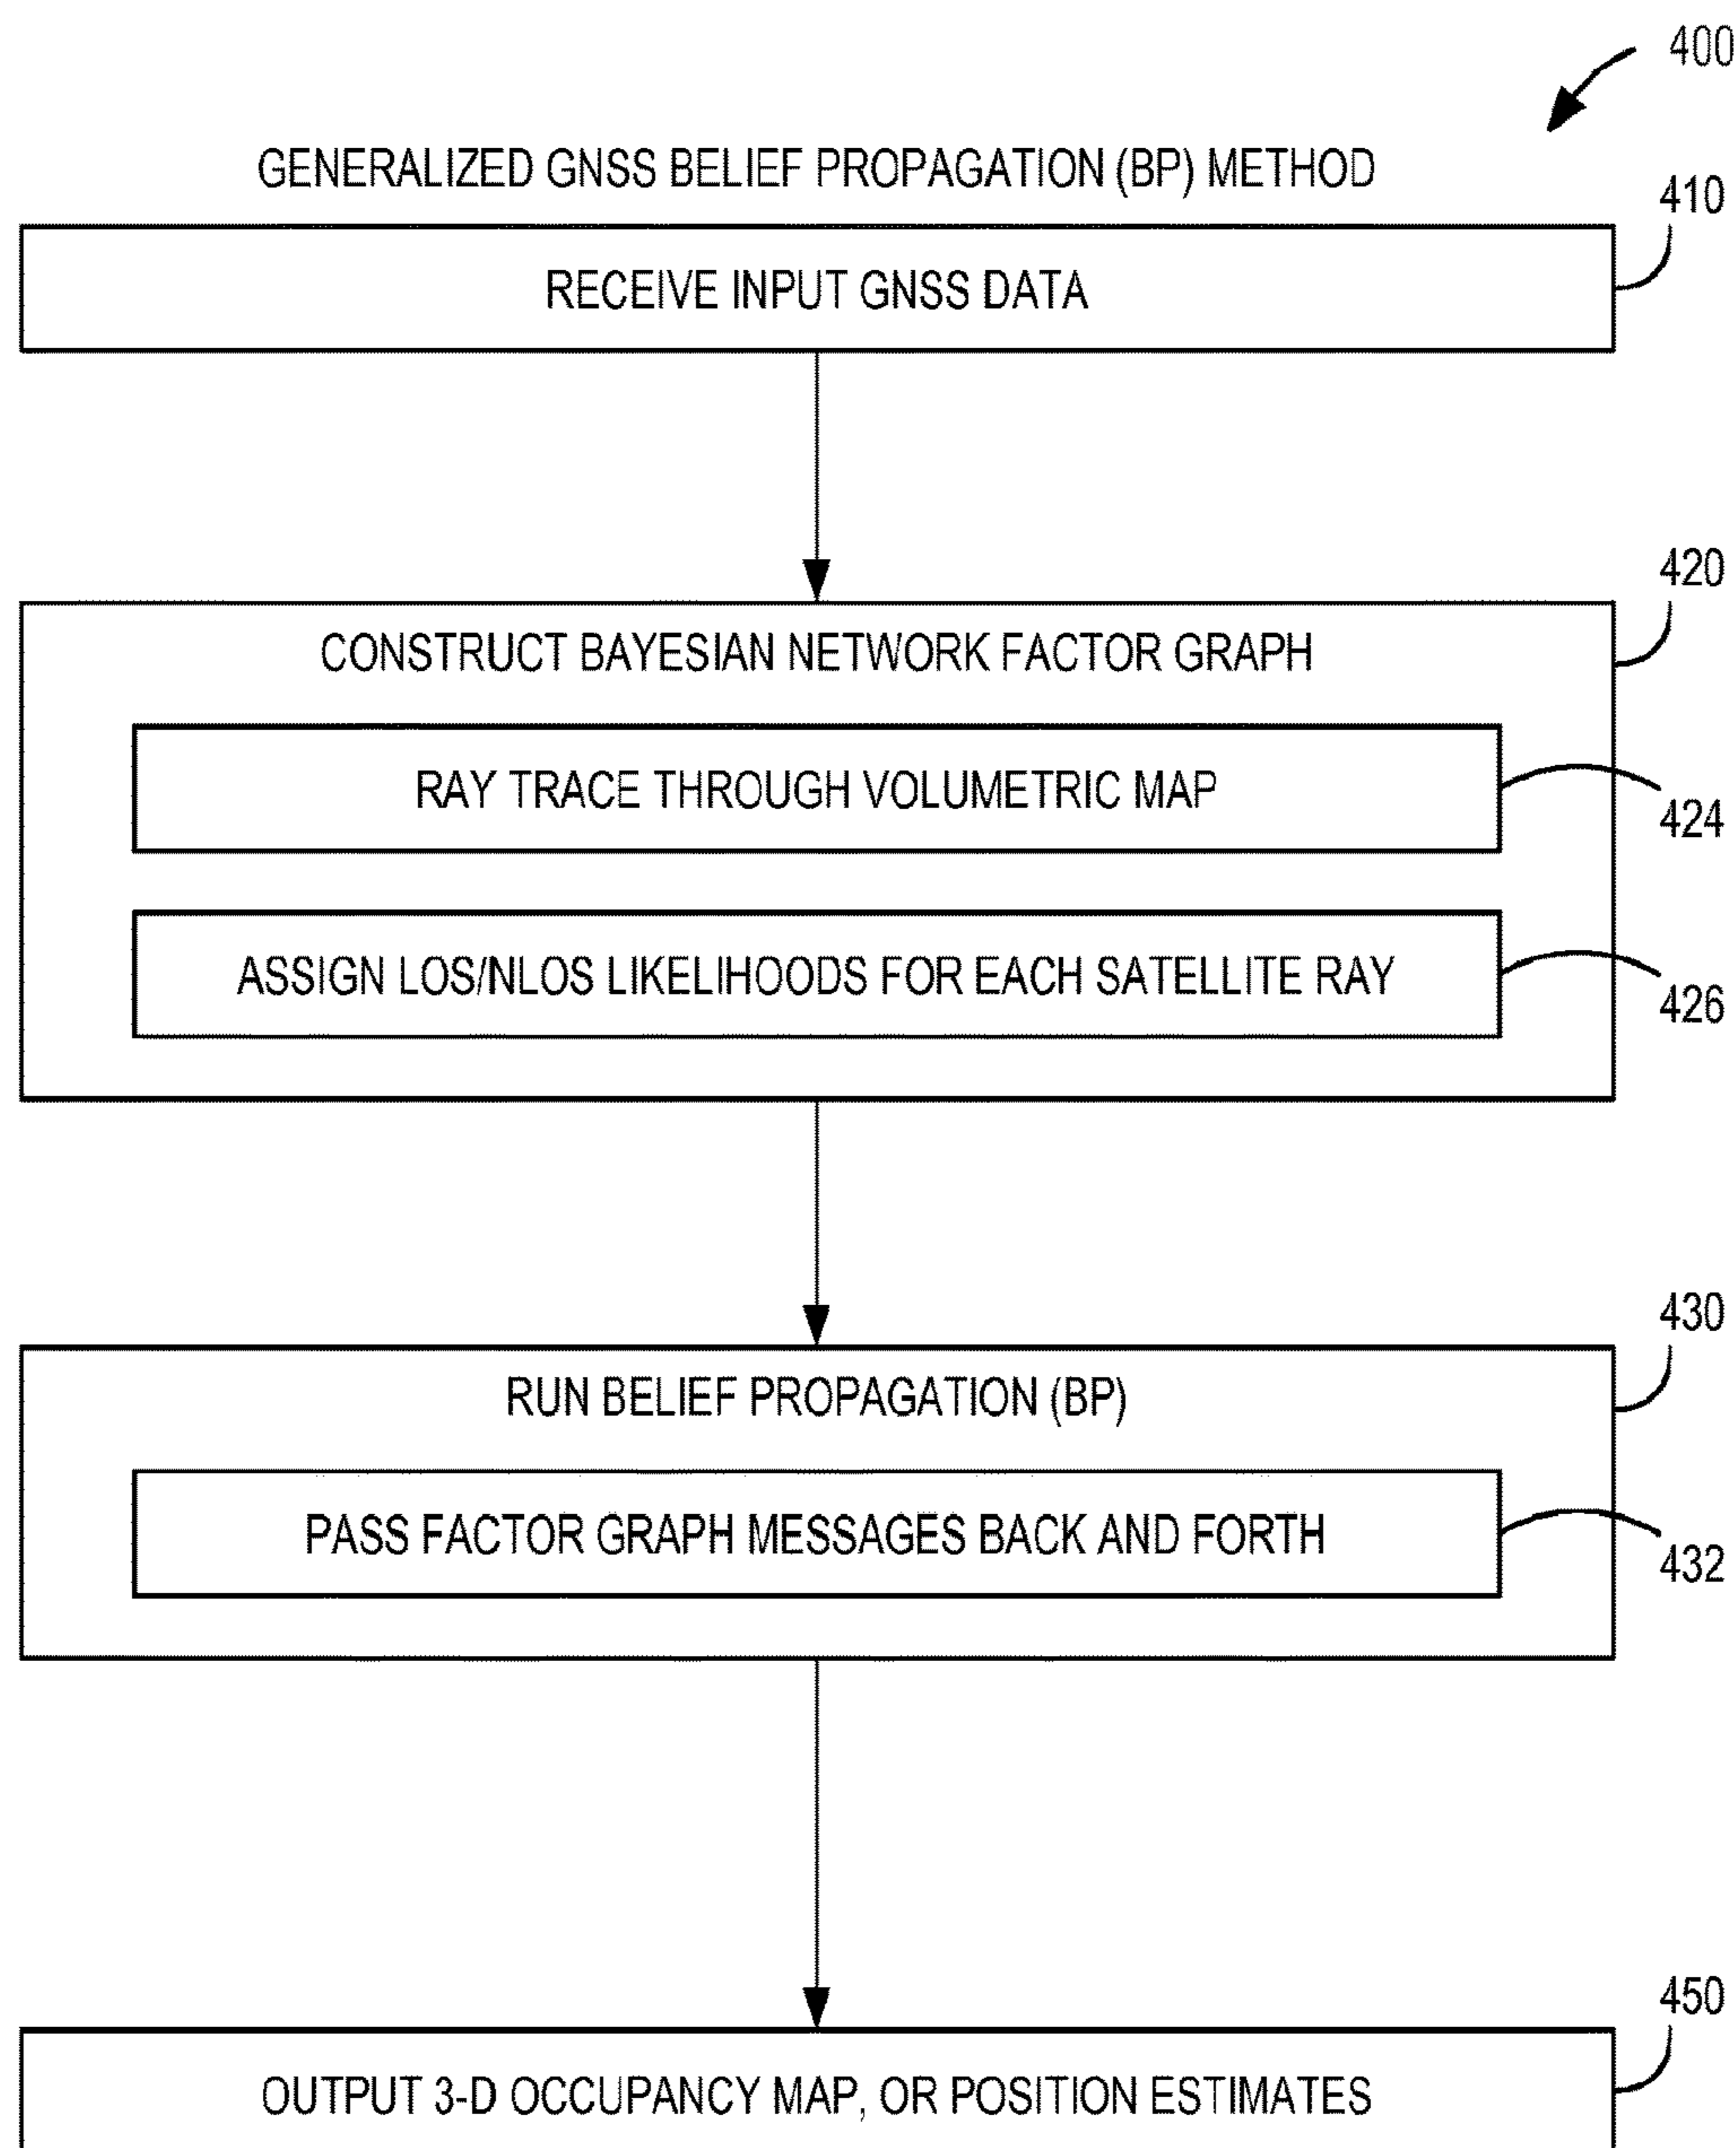 400
GENERALIZED GNSS BELIEF PROPAGATION (BP) METHOD
410
RECEIVE INPUT GNSS DATA
420
CONSTRUCT BAYESIAN NETWORK FACTOR GRAPH
RAY TRACE THROUGH VOLUMETRIC MAP
424
ASSIGN LOS/NLOS LIKELIHOODS FOR EACH SATELLITE RAY
426
430
RUN BELIEF PROPAGATION (BP)
PASS FACTOR GRAPH MESSAGES BACK AND FORTH
432
450
OUTPUT 3-D OCCUPANCY MAP, OR POSITION ESTIMATES